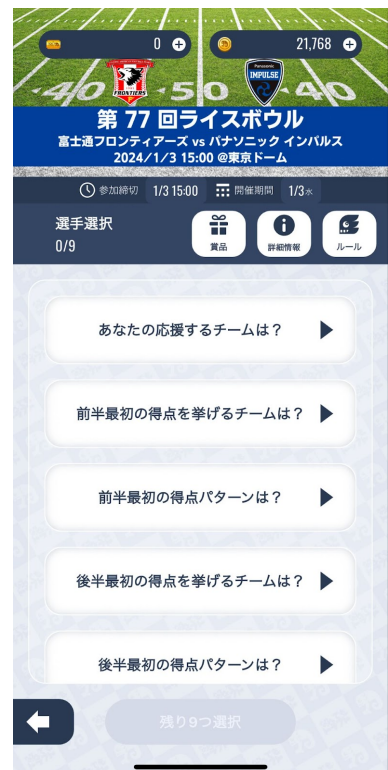 0
21,768
40 50 40
FRONTIERS
Panasonic
IMPULSE
第 77 回ライスボウル
富士通フロンティアーズ vs パナソニック インパルス
2024/1/3 15:00 @東京ドーム
参加締切 1/3 15:00 開催期間 1/3水
選手選択
0/9
賞品
詳細情報
ルール
あなたの応援するチームは？
前半最初の得点を挙げるチームは？
前半最初の得点パターンは？
後半最初の得点を挙げるチームは？
後半最初の得点パターンは？
残り9つ選択